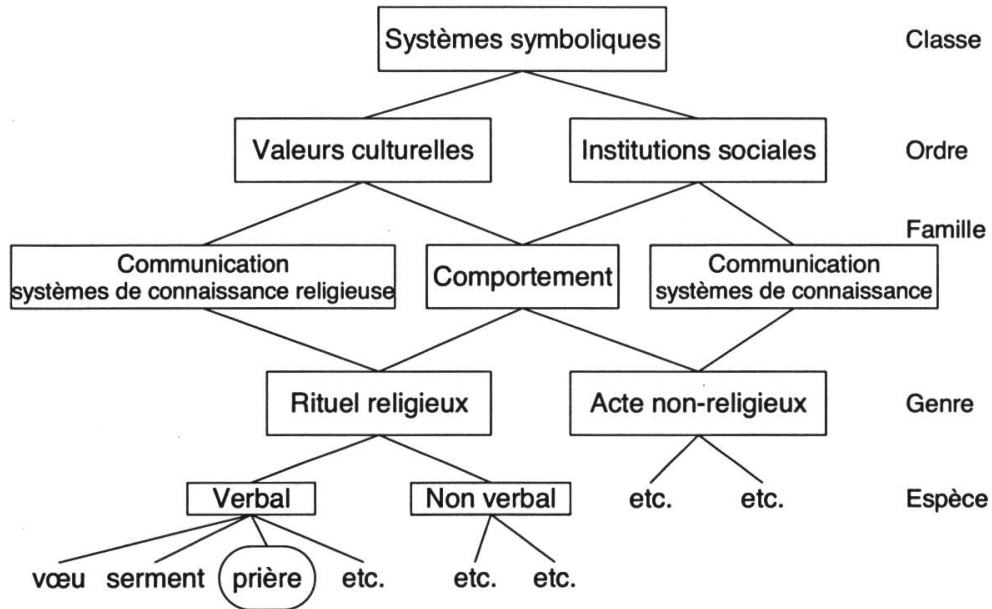 Systèmes symboliques Classe
Valeurs culturelles Institutions sociales Ordre
Famille
Communication
systèmes de connaissance religieuse
Comportement
Communication
systèmes de connaissance
Rituel religieux Acte non-religieux Genre
Verbal Non verbal etc. etc. Espèce
vœu serment prière etc. etc. etc.